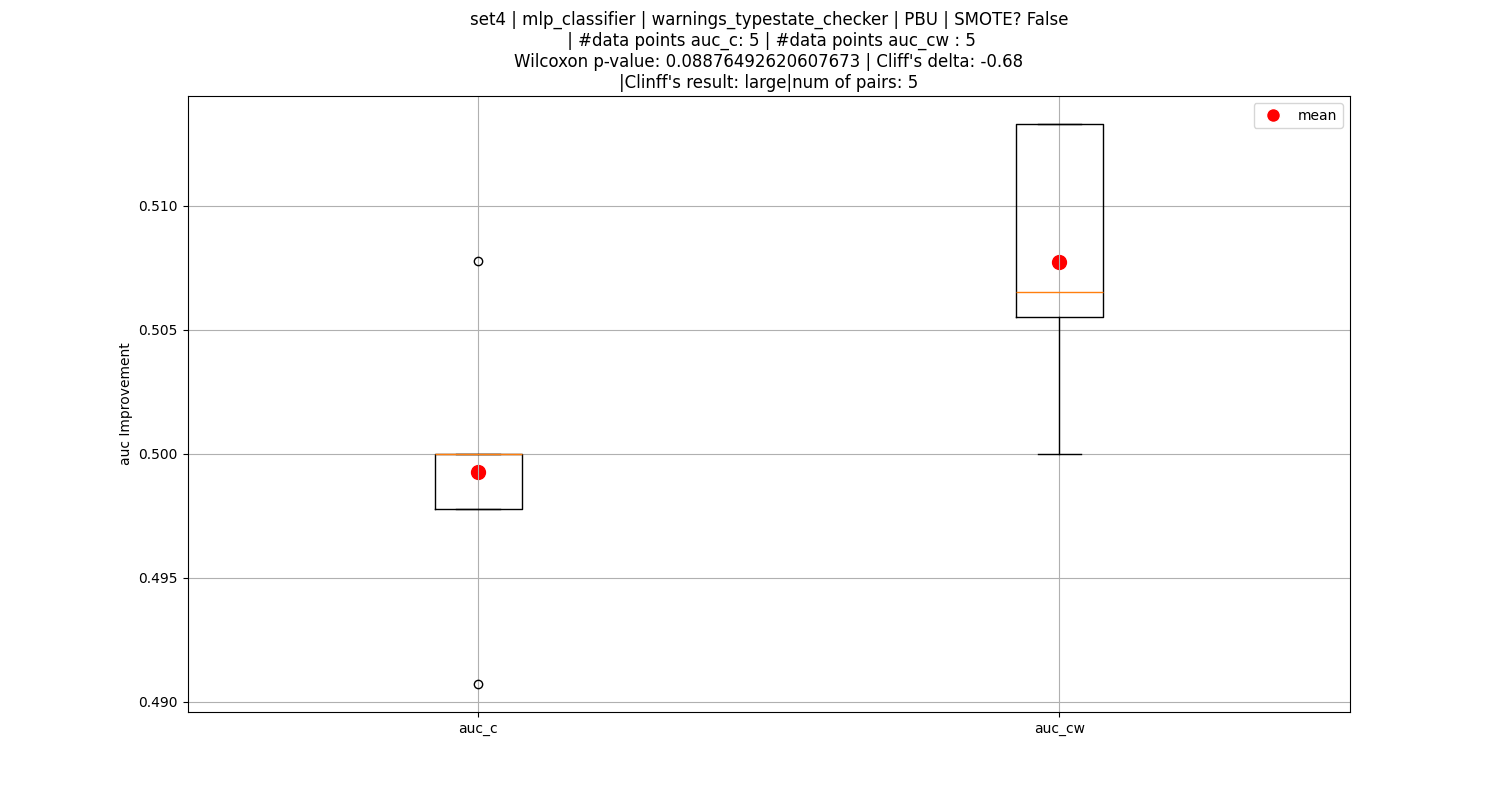 set4 | mlp_classifier | warnings_typestate_checker | PBU | SMOTE? False
| #data points auc_c: 5 | #data points auc_cw : 5
Wilcoxon p-value: 0.08876492620607673 | Cliff's delta: -0.68
|Clinff's result: large|num of pairs: 5
mean
0.510
0.505
0.500
0.495
0.490
auc Improvement
auc_c
auc_cw